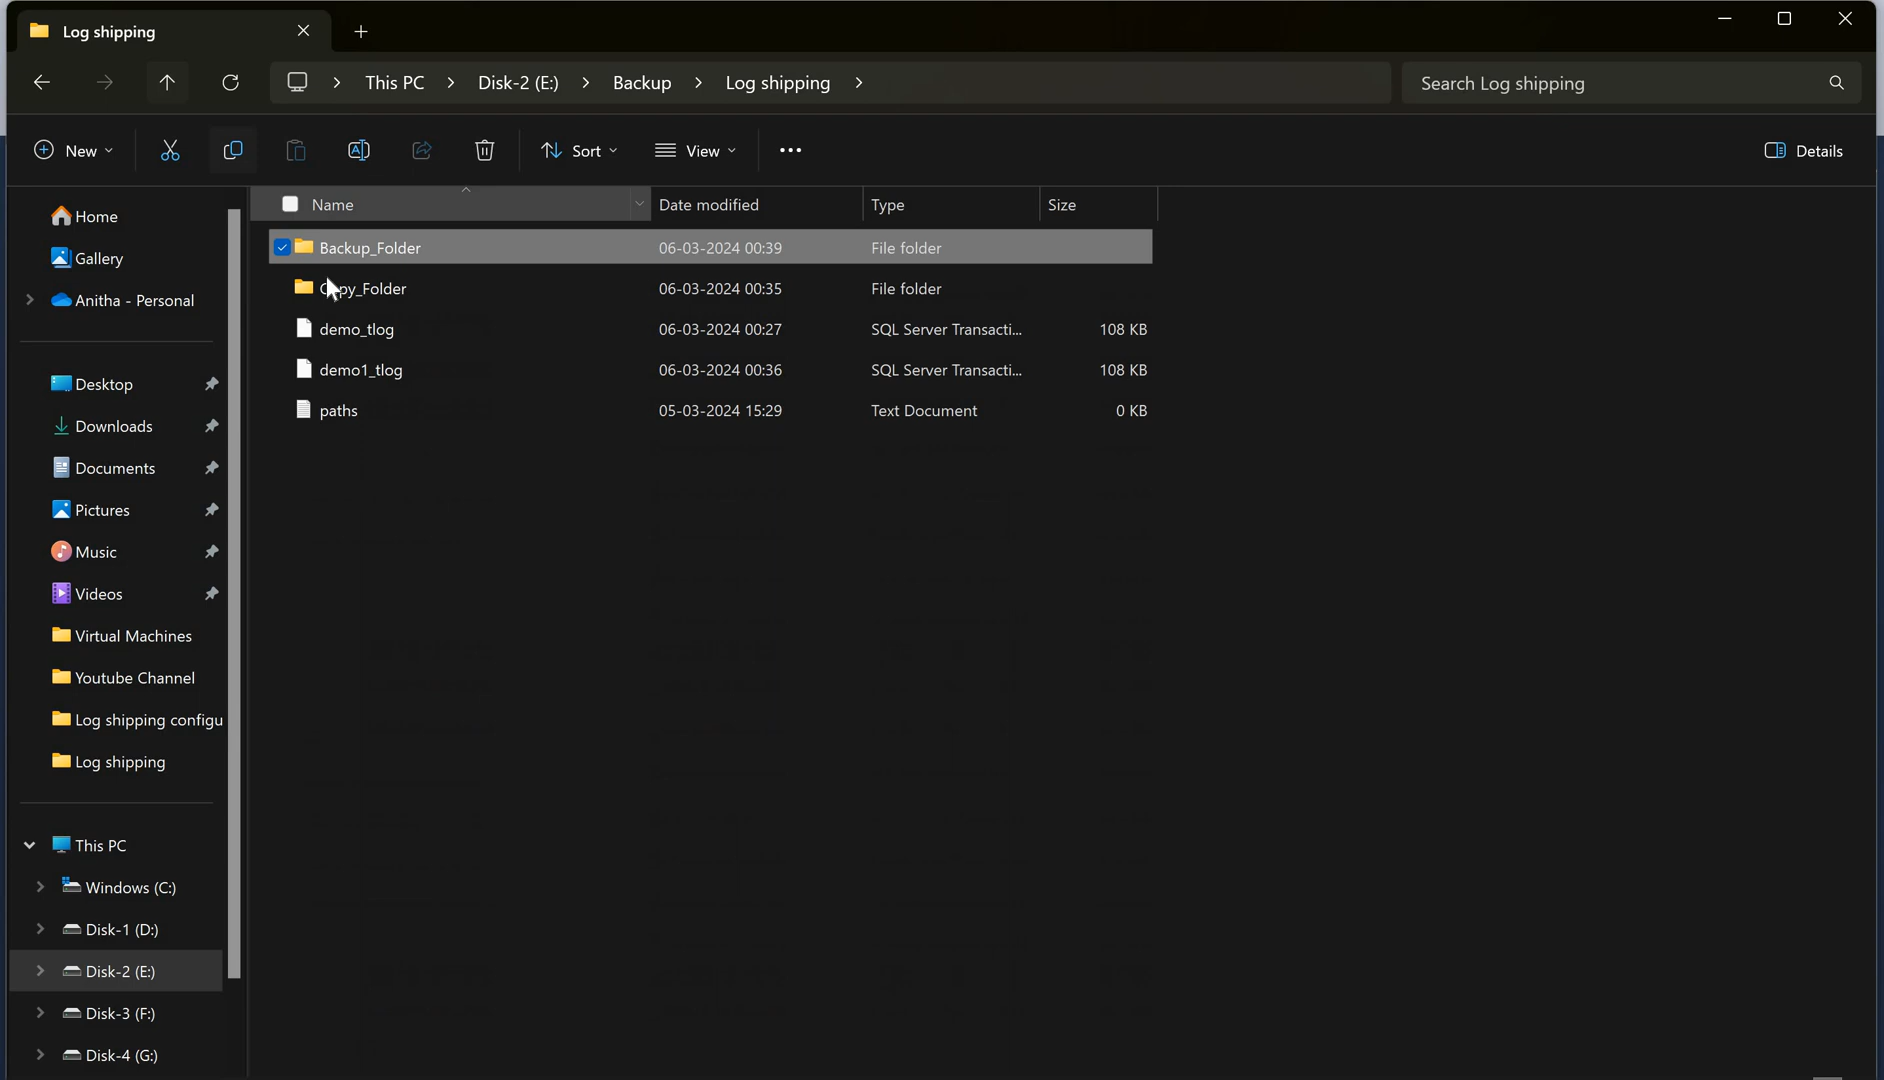 Log shipping
This PC > Disk-2 (E:) > Backup > Log shipping >
Search Log shipping
New
Sort
View
Details
Home
Gallery
Anitha - Personal
Desktop
Downloads
Documents
Pictures
Music
Videos
Virtual Machines
Youtube Channel
Log shipping configu
Log shipping
This PC
Windows (C:)
Disk-1 (D:)
Disk-2 (E:)
Disk-3 (F:)
Disk-4 (G:)
Name Date modified Type Size
Backup_Folder 06-03-2024 00:39 File folder
Copy_Folder 06-03-2024 00:35 File folder
demo_tlog 06-03-2024 00:27 SQL Server Transacti... 108 KB
demo1_tlog 06-03-2024 00:36 SQL Server Transacti... 108 KB
paths 05-03-2024 15:29 Text Document 0 KB